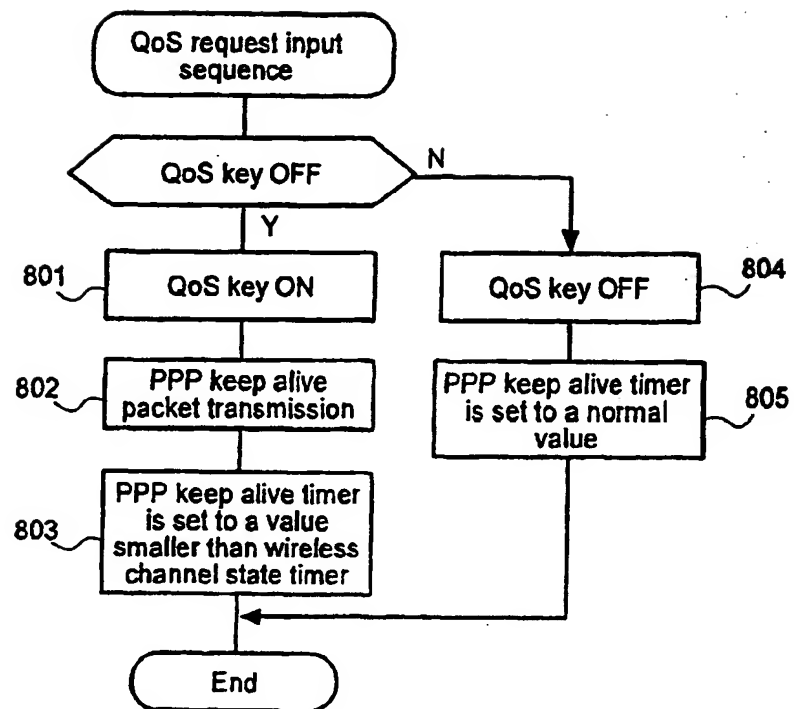 QoS request input
sequence
QoS key OFF
N
Y
801
QoS key ON
QoS key OFF
804
802
PPP keep alive
packet transmission
PPP keep alive timer
is set to a normal
value
805
803
PPP keep alive timer
is set to a value
smaller than wireless
channel state timer
End